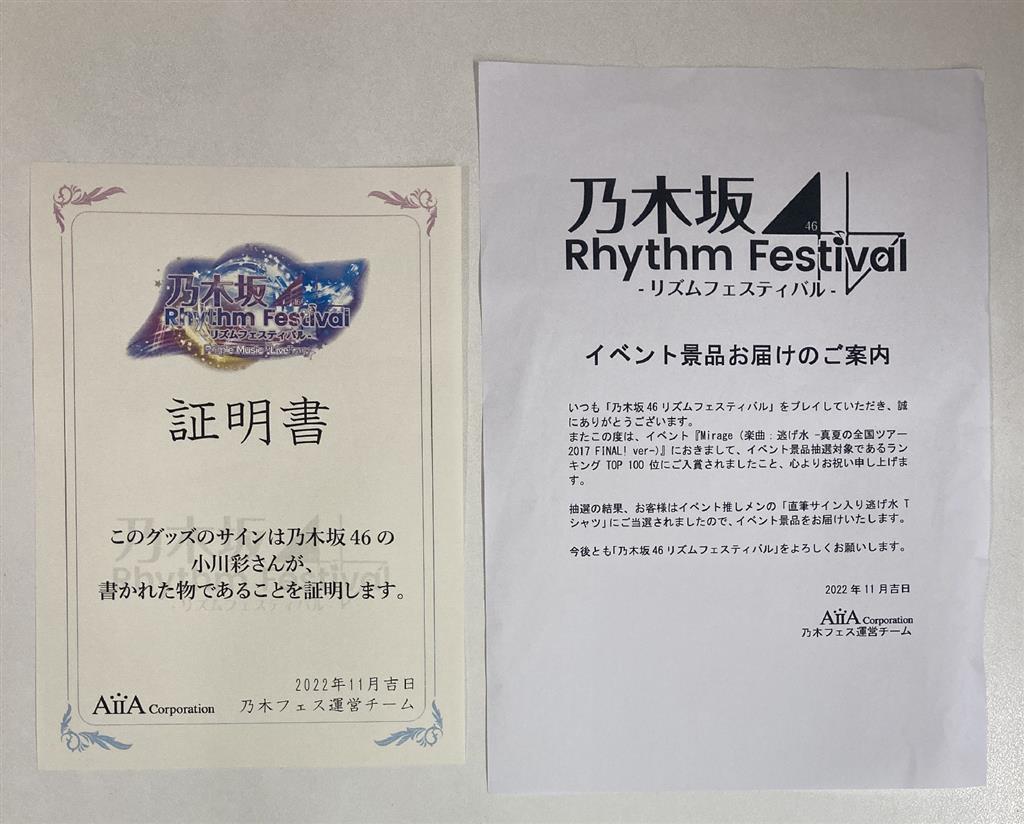 乃木坂46
Rhythm Festival
-リズムフェスティバル-
証明書
このグッズのサインは乃木坂46の
小川彩さんが、
書かれた物であることを証明します。
2022年11月吉日
AiiA Corporation 乃木フェス運営チーム
乃木坂46
Rhythm Festival
-リズムフェスティバル-
イベント景品お届けのご案内
いつも「乃木坂46リズムフェスティバル」をプレイしていただき、誠
にありがとうございます。
またこの度は、イベント『Mirage（楽曲：逃げ水 -真夏の全国ツアー
2017 FINAL! ver-)』におきまして、イベント景品抽選対象であるラン
キング TOP 100 位にご入賞されましたこと、心よりお祝い申し上げま
す。
抽選の結果、お客様はイベント推しメンの「直筆サイン入り逃げ水 T
シャツ」にご当選されましたので、イベント景品をお届けいたします。
今後とも「乃木坂46リズムフェスティバル」をよろしくお願いします。
2022年11月吉日
AiiA Corporation
乃木フェス運営チーム